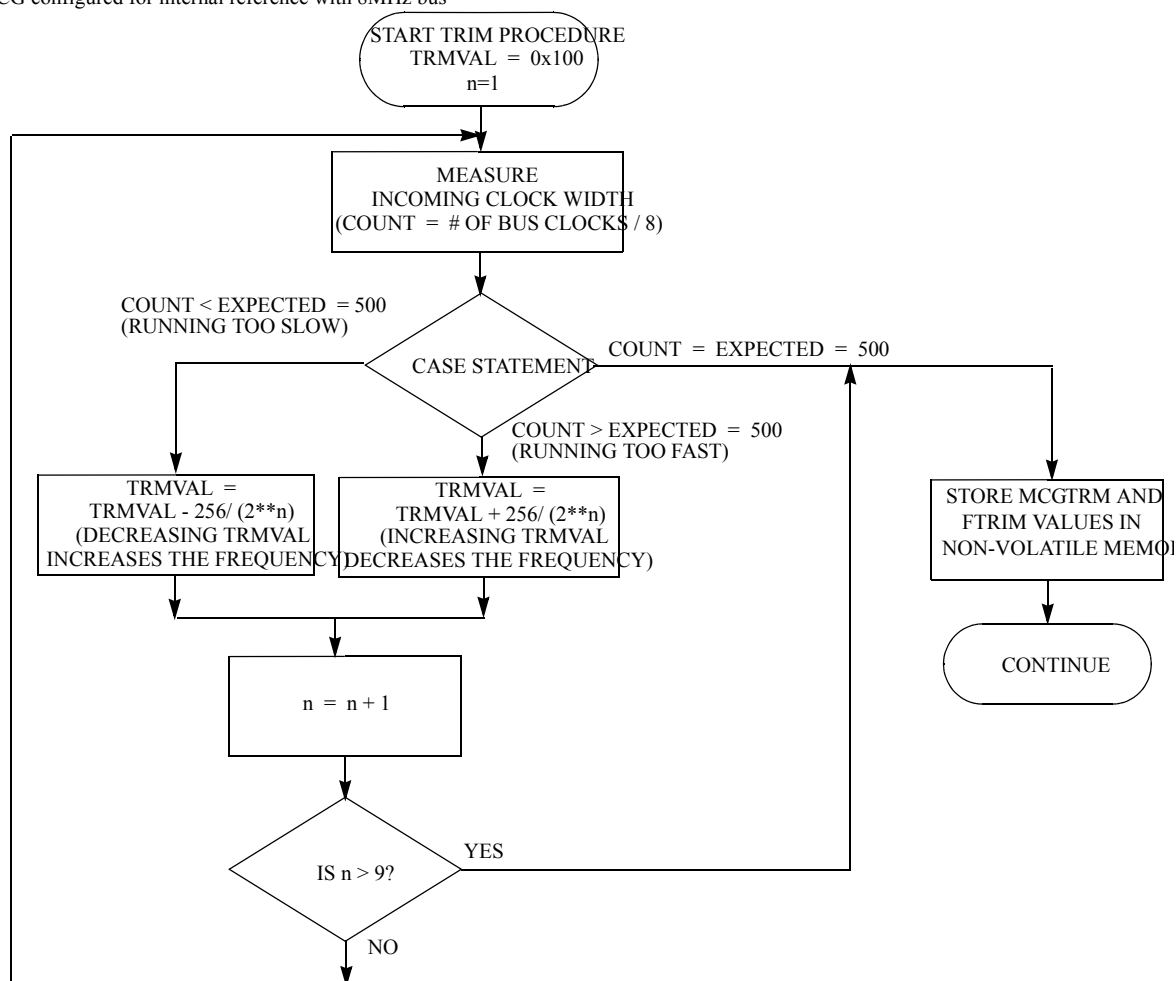 CG configured for internal reference with 8MHz bus
START TRIM PROCEDURE
TRMVAL = 0x100
n=1
MEASURE
INCOMING CLOCK WIDTH
(COUNT = # OF BUS CLOCKS / 8)
COUNT < EXPECTED = 500
(RUNNING TOO SLOW)
CASE STATEMENT
COUNT = EXPECTED = 500
COUNT > EXPECTED = 500
(RUNNING TOO FAST)
TRMVAL =
TRMVAL - 256/ (2**n)
(DECREASING TRMVAL
INCREASES THE FREQUENCY)
TRMVAL =
TRMVAL + 256/ (2**n)
(INCREASING TRMVAL
DECREASES THE FREQUENCY)
STORE MCGTRM AND
FTRIM VALUES IN
NON-VOLATILE MEMO
CONTINUE
n = n + 1
IS n > 9?
YES
NO